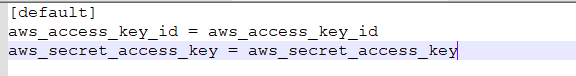 [default]
aws_access_key_id = aws_access_key_id
aws_secret_access_key = aws_secret_access_key